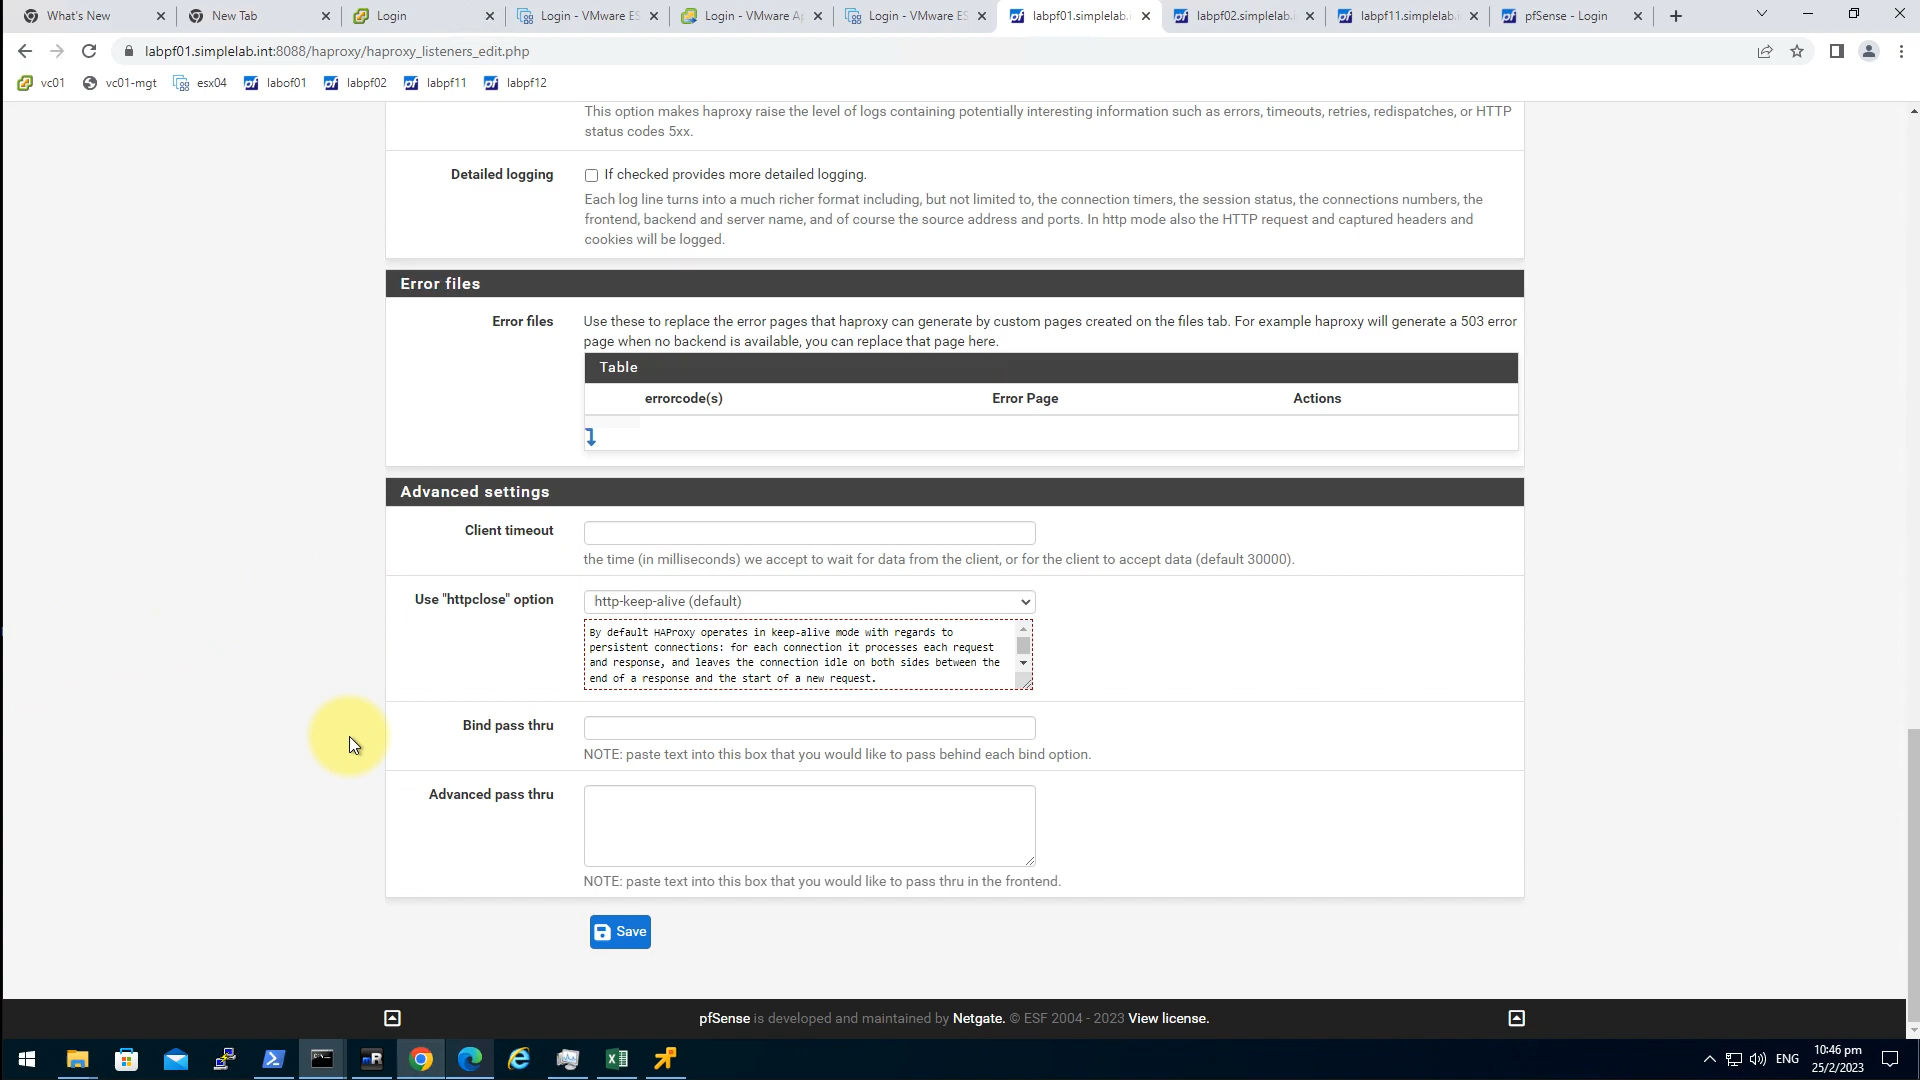 What's New
New Tab
Login
Login - VMware ES
Login - VMware Ap
Login - VMware ES
labpf01.simplelab.
labpf02.simplelab.
labpf11.simplelab.
pfSense - Login
labpf01.simplelab.int:8088/haproxy/haproxy_listeners_edit.php
vc01
vc01-mgt
esx04
labof01
labpf02
labpf11
labpf12
This option makes haproxy raise the level of logs containing potentially interesting information such as errors, timeouts, retries, redispatches, or HTTP
status codes 5xx.
Detailed logging
If checked provides more detailed logging.
Each log line turns into a much richer format including, but not limited to, the connection timers, the session status, the connections numbers, the
frontend, backend and server name, and of course the source address and ports. In http mode also the HTTP request and captured headers and
cookies will be logged.
Error files
Error files
Use these to replace the error pages that haproxy can generate by custom pages created on the files tab. For example haproxy will generate a 503 error
page when no backend is available, you can replace that page here.
Table
errorcode(s)
Error Page
Actions
Advanced settings
Client timeout
the time (in milliseconds) we accept to wait for data from the client, or for the client to accept data (default 30000).
Use "httpclose" option
http-keep-alive (default)
By default HAProxy operates in keep-alive mode with regards to
persistent connections: for each connection it processes each request
and response, and leaves the connection idle on both sides between the
end of a response and the start of a new request.
Bind pass thru
NOTE: paste text into this box that you would like to pass behind each bind option.
Advanced pass thru
NOTE: paste text into this box that you would like to pass thru in the frontend.
Save
pfSense is developed and maintained by Netgate. © ESF 2004 - 2023 View license.
ENG
10:46 pm
25/2/2023